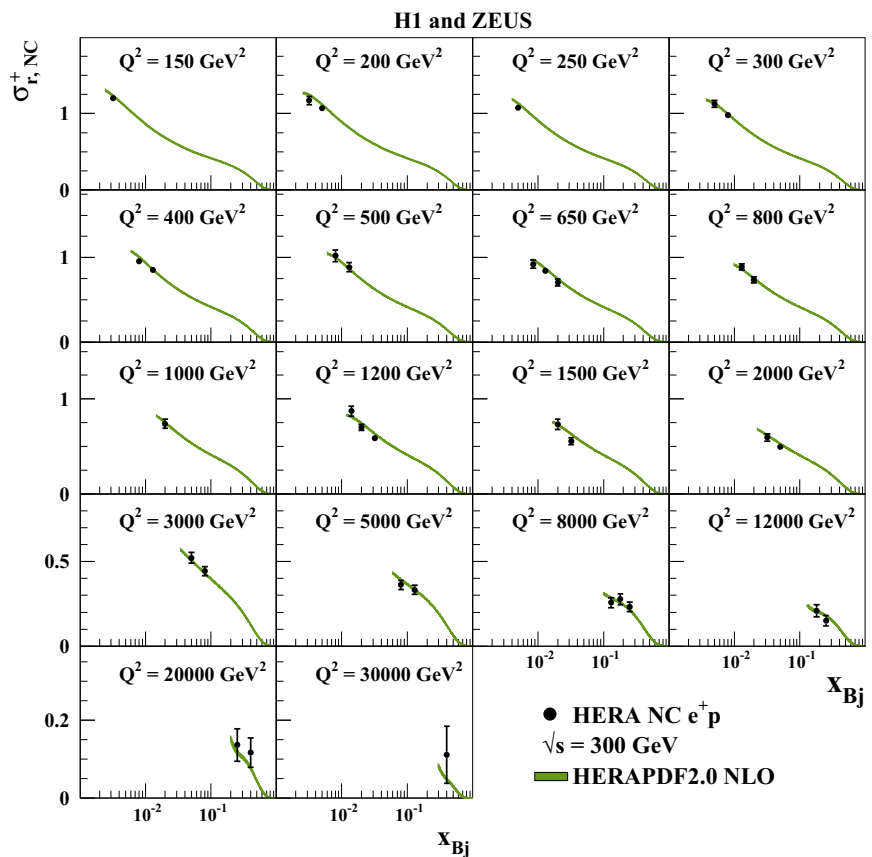 H1 and ZEUS
σ⁺r, NC
Q² = 150 GeV² Q² = 200 GeV² Q² = 250 GeV² Q² = 300 GeV²
1
0
Q² = 400 GeV² Q² = 500 GeV² Q² = 650 GeV² Q² = 800 GeV²
1
0
Q² = 1000 GeV² Q² = 1200 GeV² Q² = 1500 GeV² Q² = 2000 GeV²
1
0
Q² = 3000 GeV² Q² = 5000 GeV² Q² = 8000 GeV² Q² = 12000 GeV²
0.5
0
10⁻² 10⁻¹ 10⁻² 10⁻¹
xBj
Q² = 20000 GeV² Q² = 30000 GeV²
0.2
0
10⁻² 10⁻¹ 10⁻² 10⁻¹
xBj
HERA NC e⁺p
√s = 300 GeV
HERAPDF2.0 NLO